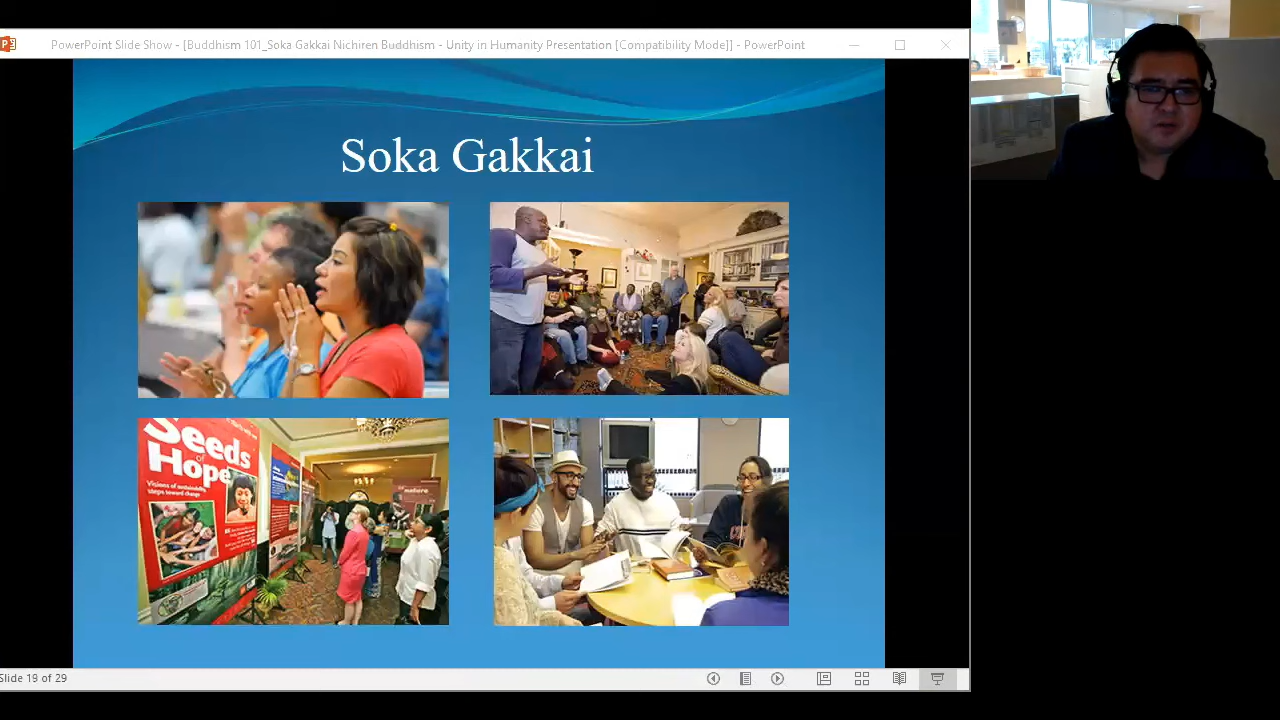 PowerPoint Slide Show - [Buddhism 101_Soka Gakkai Nichiren Buddhism - Unity in Humanity Presentation [Compatibility Mode]] - PowerPoint
Soka Gakkai
Seeds
of
Hope
Visions of sustainability,
steps toward change
nature
Slide 19 of 29